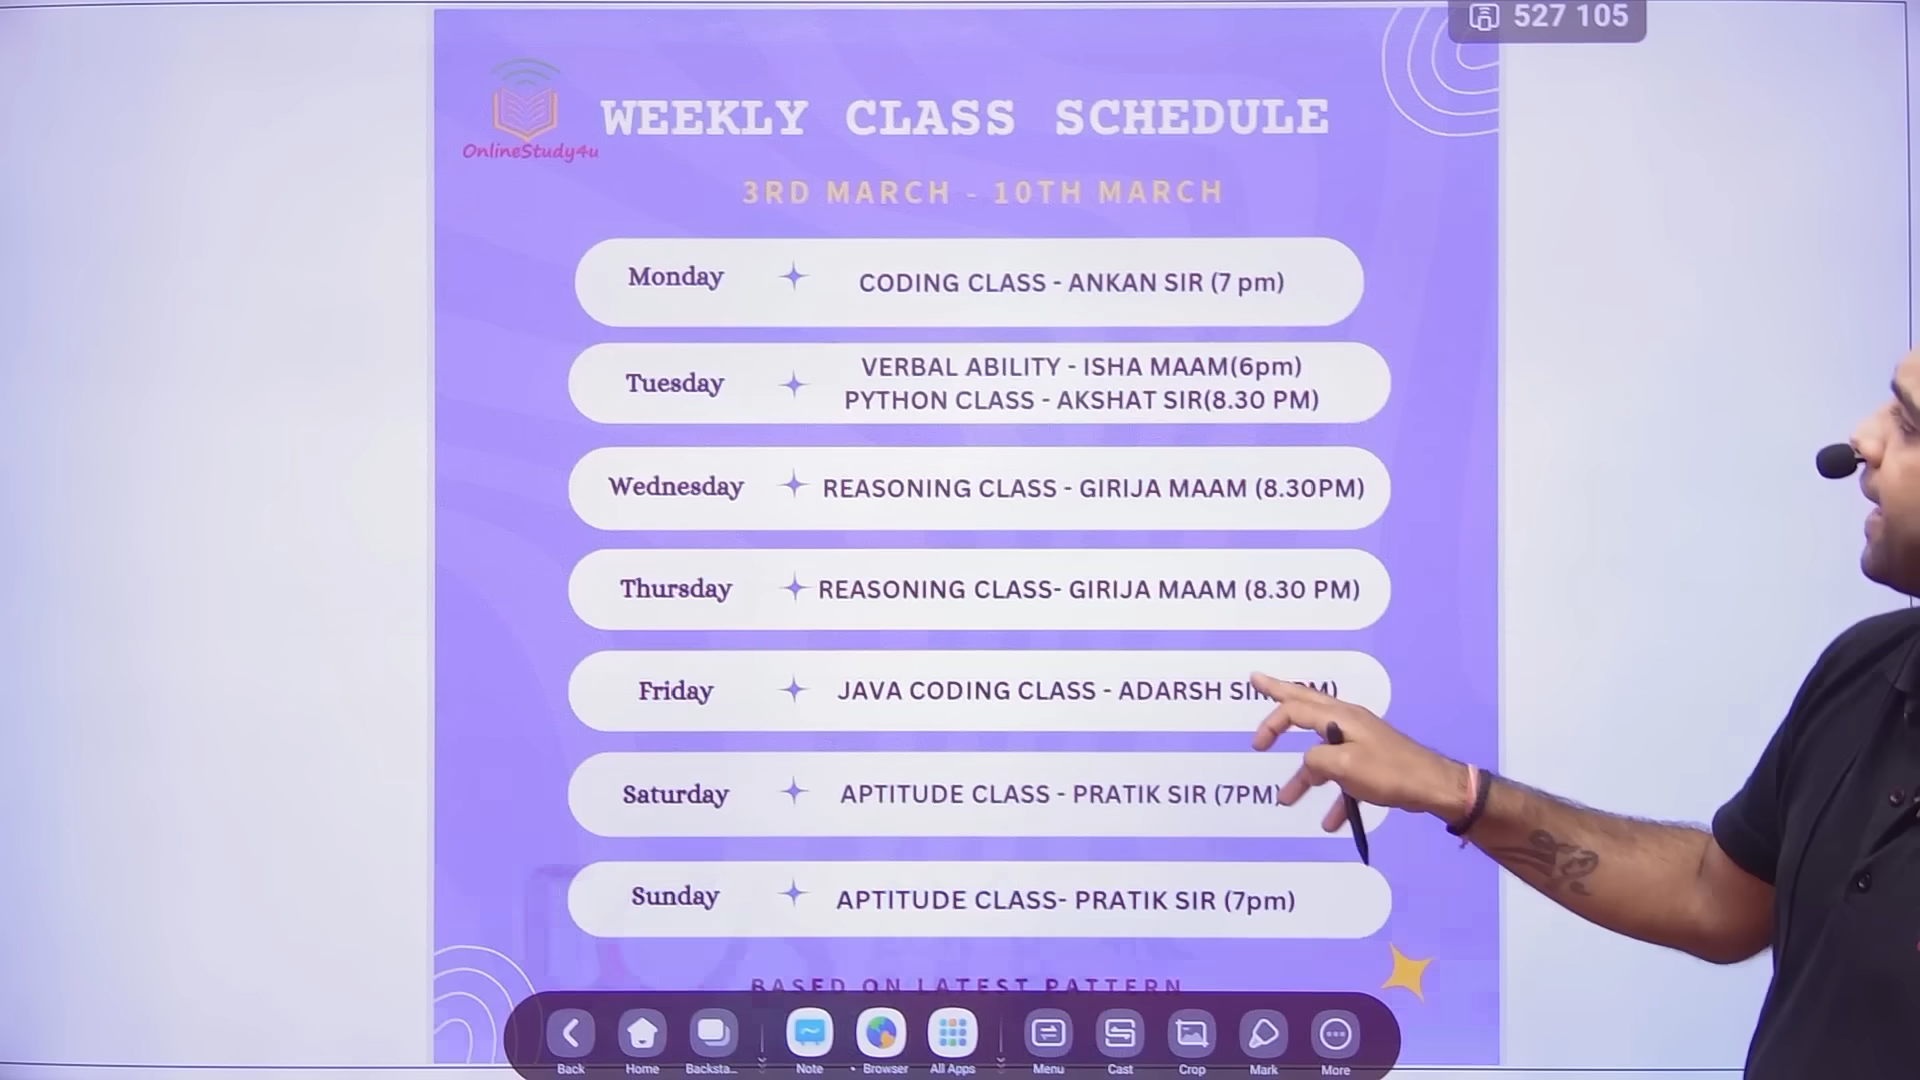 527 105
OnlineStudy4u
WEEKLY CLASS SCHEDULE
3RD MARCH - 10TH MARCH
Monday
CODING CLASS - ANKAN SIR (7 pm)
Tuesday
VERBAL ABILITY - ISHA MAAM(6pm)
PYTHON CLASS - AKSHAT SIR(8.30 PM)
Wednesday
REASONING CLASS - GIRIJA MAAM (8.30PM)
Thursday
REASONING CLASS- GIRIJA MAAM (8.30 PM)
Friday
JAVA CODING CLASS - ADARSH SIR
Saturday
APTITUDE CLASS - PRATIK SIR (7PM)
Sunday
APTITUDE CLASS- PRATIK SIR (7pm)
BASED ON LATEST PATTERN
Back Home Backsta... Note Browser All Apps Menu Cast Crop Mark More